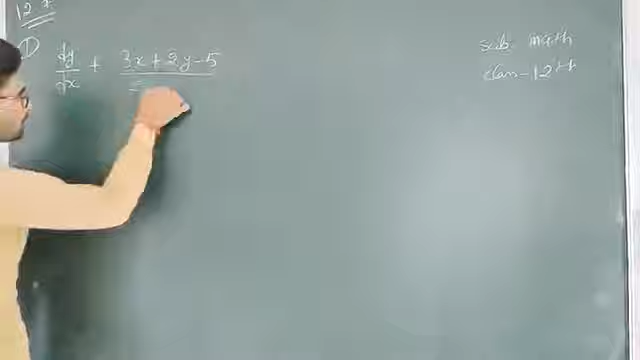 12
① dy/dx + 3x + 2y - 5
Sub math
class - 12th